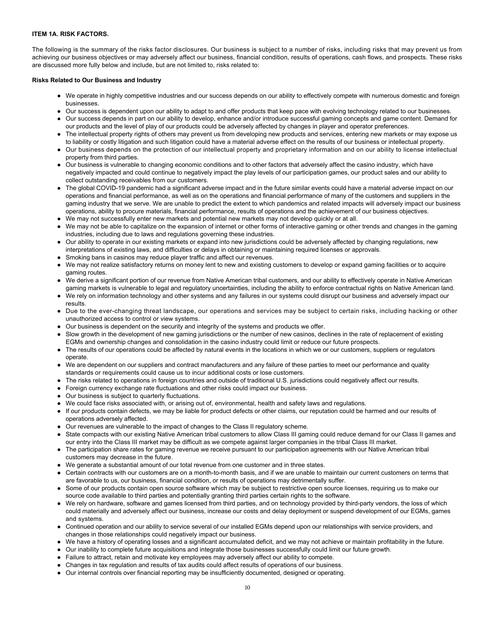 ITEM 1A. RISK FACTORS.
The following is the summary of the risks factor disclosures. Our business is subject to a number of risks, including risks that may prevent us from
achieving our business objectives or may adversely affect our business, financial condition, results of operations, cash flows, and prospects. These risks
are discussed more fully below and include, but are not limited to, risks related to:
Risks Related to Our Business and Industry
● We operate in highly competitive industries and our success depends on our ability to effectively compete with numerous domestic and foreign
businesses.
● Our success is dependent upon our ability to adapt to and offer products that keep pace with evolving technology related to our businesses.
● Our success depends in part on our ability to develop, enhance and/or introduce successful gaming concepts and game content. Demand for
our products and the level of play of our products could be adversely affected by changes in player and operator preferences.
● The intellectual property rights of others may prevent us from developing new products and services, entering new markets or may expose us
to liability or costly litigation and such litigation could have a material adverse effect on the results of our business or intellectual property.
● Our business depends on the protection of our intellectual property and proprietary information and on our ability to license intellectual
property from third parties.
● Our business is vulnerable to changing economic conditions and to other factors that adversely affect the casino industry, which have
negatively impacted and could continue to negatively impact the play levels of our participation games, our product sales and our ability to
collect outstanding receivables from our customers.
● The global COVID-19 pandemic had a significant adverse impact and in the future similar events could have a material adverse impact on our
operations and financial performance, as well as on the operations and financial performance of many of the customers and suppliers in the
gaming industry that we serve. We are unable to predict the extent to which pandemics and related impacts will adversely impact our business
operations, ability to procure materials, financial performance, results of operations and the achievement of our business objectives.
● We may not successfully enter new markets and potential new markets may not develop quickly or at all.
● We may not be able to capitalize on the expansion of internet or other forms of interactive gaming or other trends and changes in the gaming
industries, including due to laws and regulations governing these industries.
● Our ability to operate in our existing markets or expand into new jurisdictions could be adversely affected by changing regulations, new
interpretations of existing laws, and difficulties or delays in obtaining or maintaining required licenses or approvals.
● Smoking bans in casinos may reduce player traffic and affect our revenues.
● We may not realize satisfactory returns on money lent to new and existing customers to develop or expand gaming facilities or to acquire
gaming routes.
● We derive a significant portion of our revenue from Native American tribal customers, and our ability to effectively operate in Native American
gaming markets is vulnerable to legal and regulatory uncertainties, including the ability to enforce contractual rights on Native American land.
● We rely on information technology and other systems and any failures in our systems could disrupt our business and adversely impact our
results.
● Due to the ever-changing threat landscape, our operations and services may be subject to certain risks, including hacking or other
unauthorized access to control or view systems.
● Our business is dependent on the security and integrity of the systems and products we offer.
● Slow growth in the development of new gaming jurisdictions or the number of new casinos, declines in the rate of replacement of existing
EGMs and ownership changes and consolidation in the casino industry could limit or reduce our future prospects.
● The results of our operations could be affected by natural events in the locations in which we or our customers, suppliers or regulators
operate.
● We are dependent on our suppliers and contract manufacturers and any failure of these parties to meet our performance and quality
standards or requirements could cause us to incur additional costs or lose customers.
● The risks related to operations in foreign countries and outside of traditional U.S. jurisdictions could negatively affect our results.
● Foreign currency exchange rate fluctuations and other risks could impact our business.
● Our business is subject to quarterly fluctuations.
● We could face risks associated with, or arising out of, environmental, health and safety laws and regulations.
● If our products contain defects, we may be liable for product defects or other claims, our reputation could be harmed and our results of
operations adversely affected.
● Our revenues are vulnerable to the impact of changes to the Class II regulatory scheme.
● State compacts with our existing Native American tribal customers to allow Class III gaming could reduce demand for our Class II games and
our entry into the Class III market may be difficult as we compete against larger companies in the tribal Class III market.
● The participation share rates for gaming revenue we receive pursuant to our participation agreements with our Native American tribal
customers may decrease in the future.
● We generate a substantial amount of our total revenue from one customer and in three states.
● Certain contracts with our customers are on a month-to-month basis, and if we are unable to maintain our current customers on terms that
are favorable to us, our business, financial condition, or results of operations may detrimentally suffer.
● Some of our products contain open source software which may be subject to restrictive open source licenses, requiring us to make our
source code available to third parties and potentially granting third parties certain rights to the software.
● We rely on hardware, software and games licensed from third parties, and on technology provided by third-party vendors, the loss of which
could materially and adversely affect our business, increase our costs and delay deployment or suspend development of our EGMs, games
and systems.
● Continued operation and our ability to service several of our installed EGMs depend upon our relationships with service providers, and
changes in those relationships could negatively impact our business.
● We have a history of operating losses and a significant accumulated deficit, and we may not achieve or maintain profitability in the future.
● Our inability to complete future acquisitions and integrate those businesses successfully could limit our future growth.
● Failure to attract, retain and motivate key employees may adversely affect our ability to compete.
● Changes in tax regulation and results of tax audits could affect results of operations of our business.
● Our internal controls over financial reporting may be insufficiently documented, designed or operating.
10